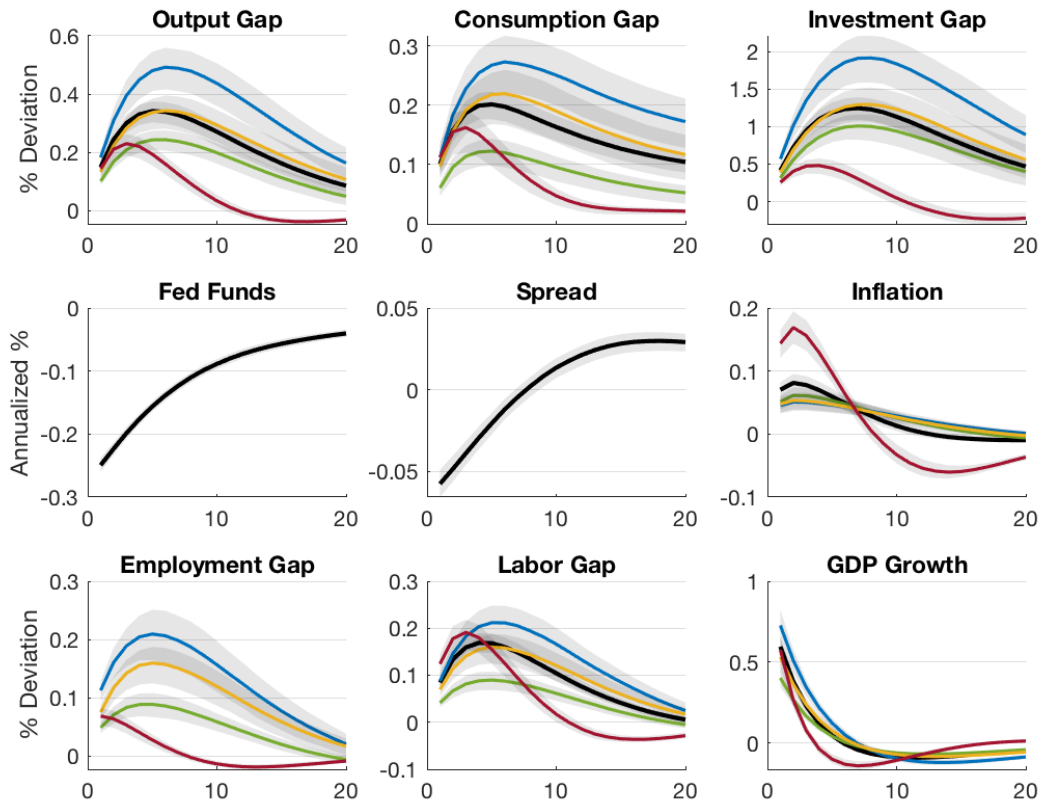 Output Gap
Consumption Gap
Investment Gap
% Deviation
0.6
0.4
0.2
0
0 10 20
0.3
0.2
0.1
0
0 10 20
2
1.5
1
0.5
0
0 10 20
Fed Funds
Spread
Inflation
Annualized %
0
-0.1
-0.2
-0.3
0 10 20
0.05
0
-0.05
0 10 20
0.2
0.1
0
-0.1
0 10 20
Employment Gap
Labor Gap
GDP Growth
% Deviation
0.3
0.2
0.1
0
0 10 20
0.3
0.2
0.1
0
-0.1
0 10 20
1
0.5
0
0 10 20